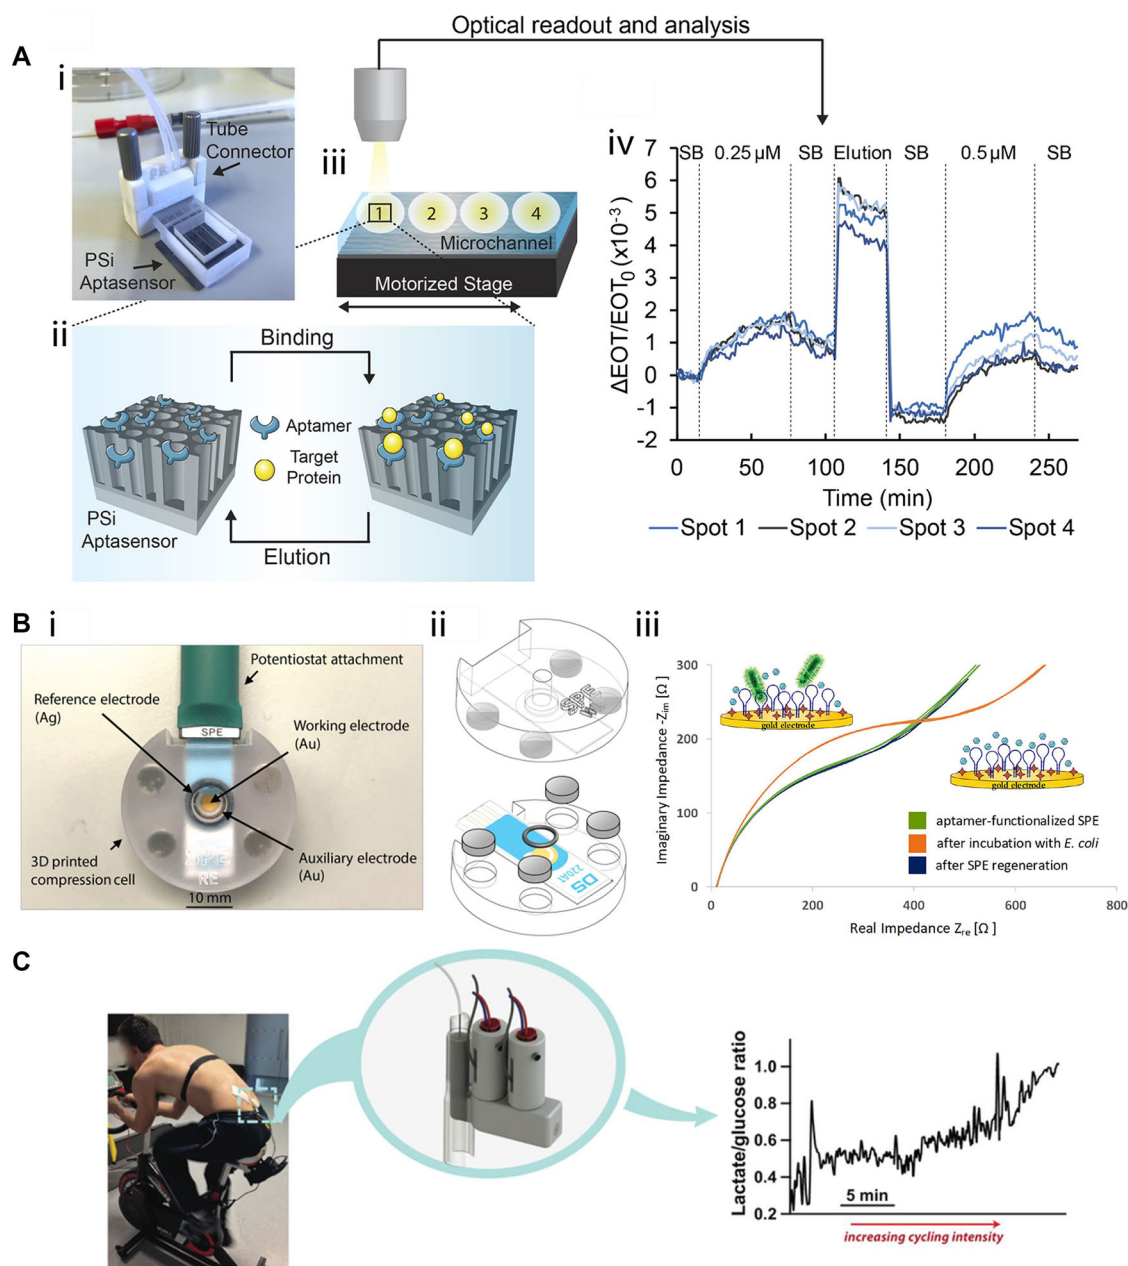 Optical readout and analysis
A
i
Tube
Connector
PSi
Aptasensor
iii
1 2 3 4
Microchannel
Motorized Stage
ii
Binding
Aptamer
Target
Protein
PSi
Aptasensor
Elution
iv
SB 0.25 µM SB Elution SB 0.5 µM SB
ΔEOT/EOT0 (x10-3)
7
6
5
4
3
2
1
0
-1
-2
0 50 100 150 200 250
Time (min)
Spot 1 Spot 2 Spot 3 Spot 4
B
i
Potentiostat attachment
Reference electrode
(Ag)
SPE
Working electrode
(Au)
3D printed
compression cell
Auxiliary electrode
(Au)
RE
10 mm
ii
SPE
DS
220AT
iii
Imaginary Impedance -Zim [Ω]
300
200
100
0
gold electrode
gold electrode
aptamer-functionalized SPE
after incubation with E. coli
after SPE regeneration
0 200 400 600 800
Real Impedance Zre [Ω]
C
Lactate/glucose ratio
1.0
0.8
0.6
0.4
0.2
5 min
increasing cycling intensity